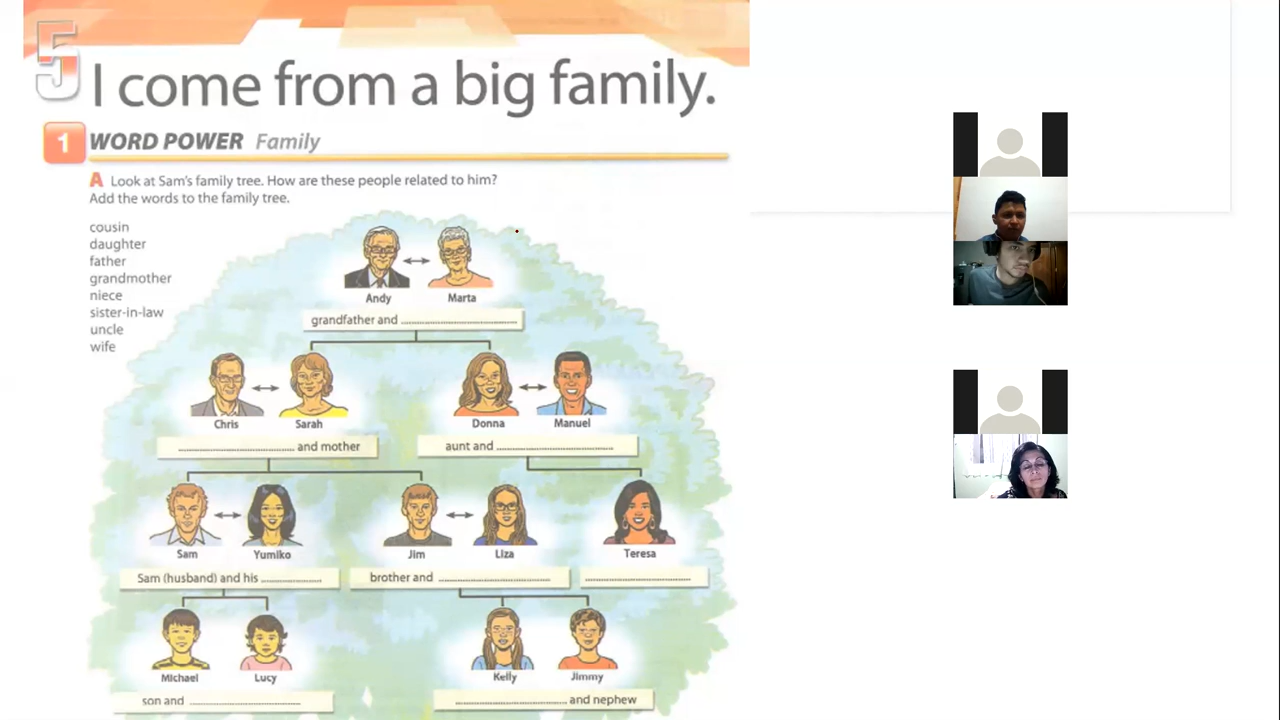 5
I come from a big family.
1 WORD POWER Family
A Look at Sam's family tree. How are these people related to him?
Add the words to the family tree.
cousin
daughter
father
grandmother
niece
sister-in-law
uncle
wife
Andy Marta
grandfather and ........................................
Chris Sarah Donna Manuel
........................................ and mother aunt and ........................................
Sam Yumiko Jim Liza Teresa
Sam (husband) and his .................... brother and ........................................ ........................................
Michael Lucy Kelly Jimmy
son and ........................................ ........................................ and nephew